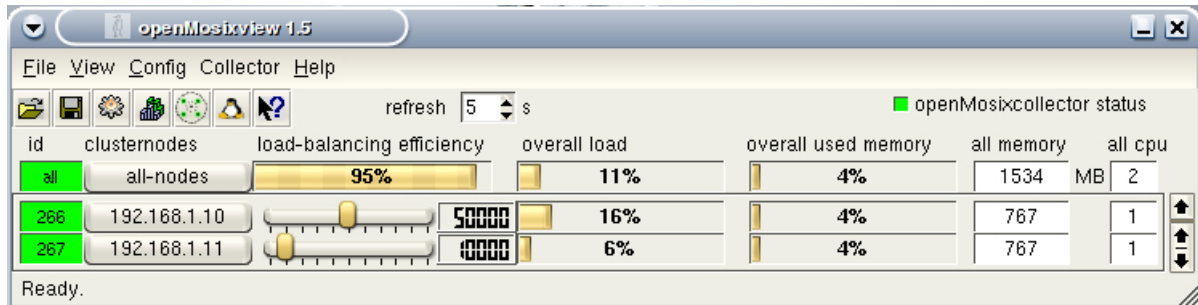 openMosixview 1.5
File View Config Collector Help
refresh 5 s openMosixcollector status
id clusternodes load-balancing efficiency overall load overall used memory all memory all cpu
all all-nodes 95% 11% 4% 1534 MB 2
266 192.168.1.10 50000 16% 4% 767 1
267 192.168.1.11 10000 6% 4% 767 1
Ready.